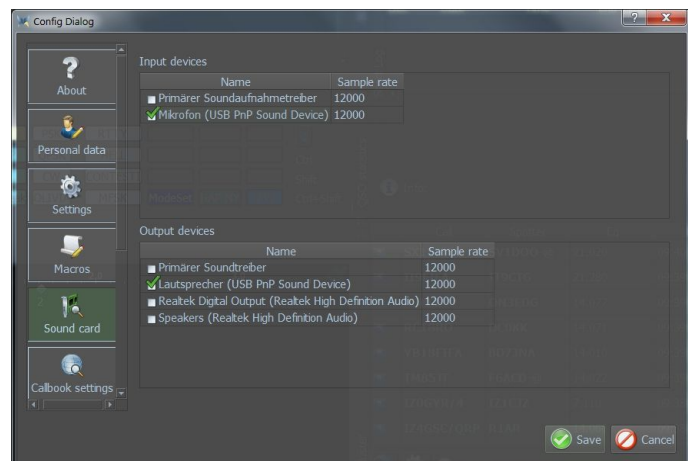 Config Dialog
About
Personal data
Settings
Macros
Sound card
Callbook settings
Input devices
Name Sample rate
Primärer Soundaufnahmetreiber 12000
Mikrofon (USB PnP Sound Device) 12000
Output devices
Name Sample rate
Primärer Soundtreiber 12000
Lautsprecher (USB PnP Sound Device) 12000
Realtek Digital Output (Realtek High Definition Audio) 12000
Speakers (Realtek High Definition Audio) 12000
Save Cancel